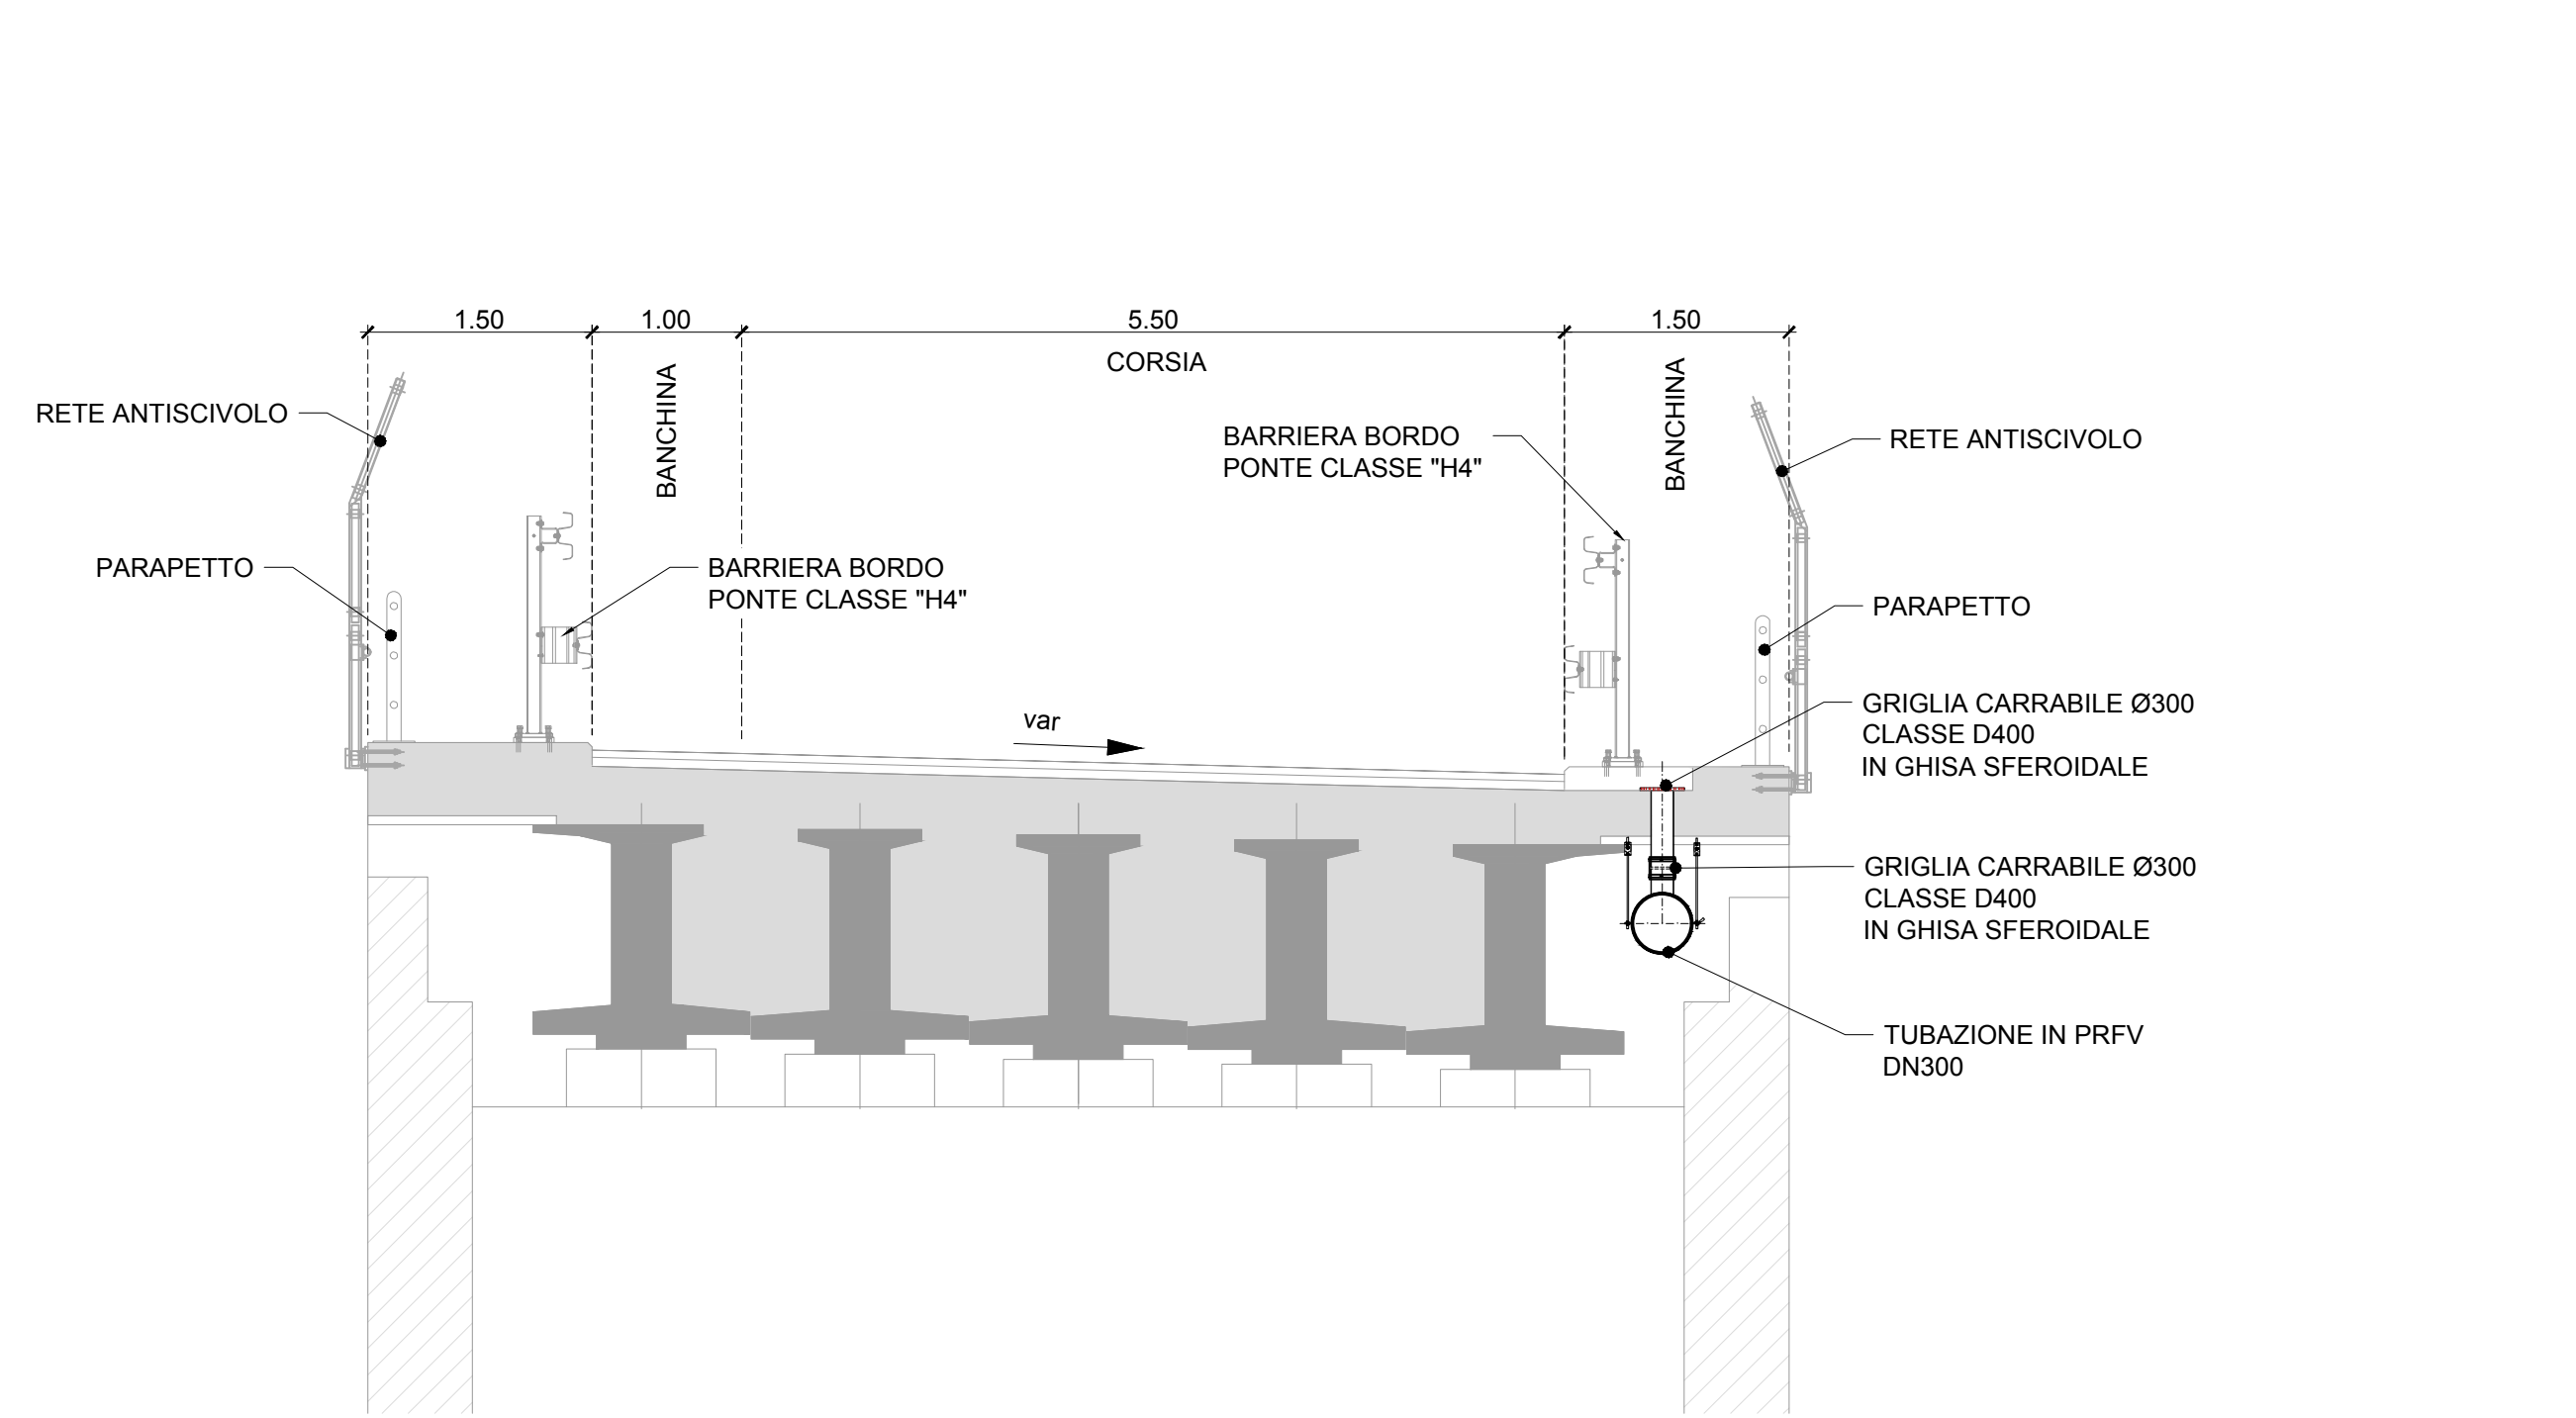 1.50
1.00
5.50
1.50
CORSIA
BANCHINA
BANCHINA
RETE ANTISCIVOLO
BARRIERA BORDO
PONTE CLASSE "H4"
RETE ANTISCIVOLO
PARAPETTO
BARRIERA BORDO
PONTE CLASSE "H4"
PARAPETTO
var
GRIGLIA CARRABILE Ø300
CLASSE D400
IN GHISA SFEROIDALE
GRIGLIA CARRABILE Ø300
CLASSE D400
IN GHISA SFEROIDALE
TUBAZIONE IN PRFV
DN300